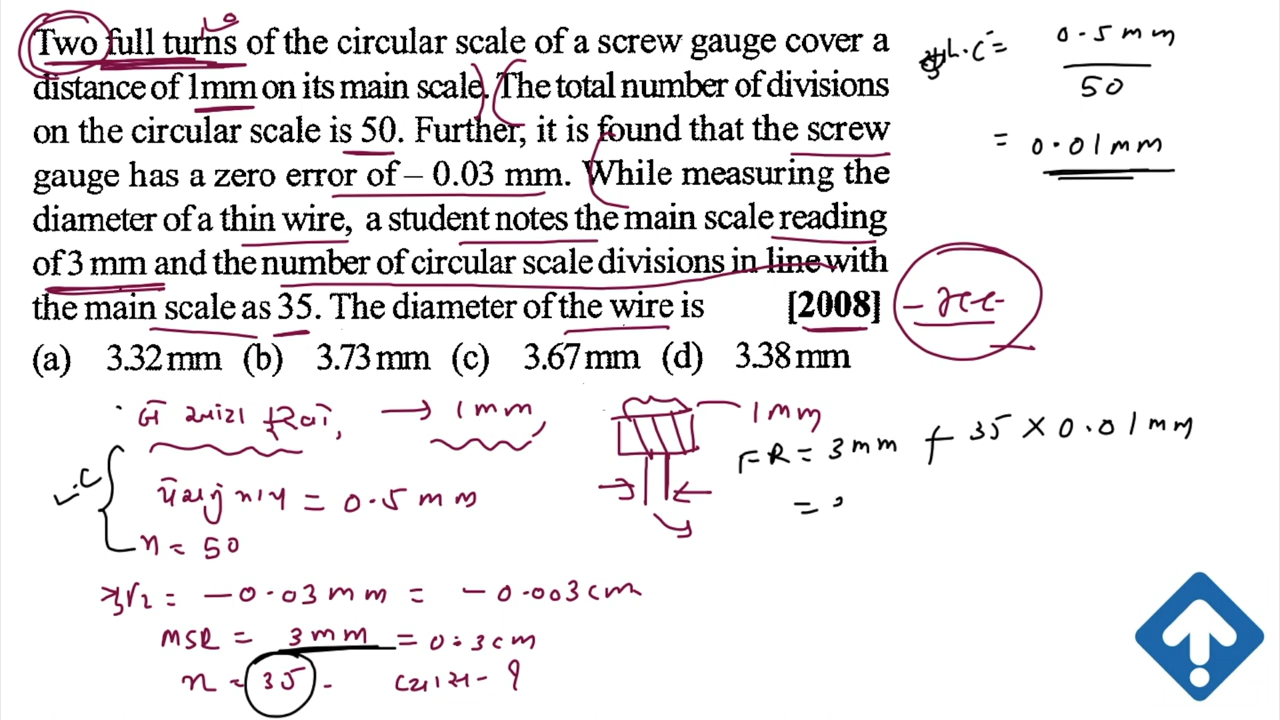 Two full turns of the circular scale of a screw gauge cover a
distance of 1mm on its main scale. The total number of divisions
on the circular scale is 50. Further, it is found that the screw
gauge has a zero error of – 0.03 mm. While measuring the
diameter of a thin wire, a student notes the main scale reading
of 3 mm and the number of circular scale divisions in line with
the main scale as 35. The diameter of the wire is [2008]
(a) 3.32 mm (b) 3.73 mm (c) 3.67 mm (d) 3.38 mm
L.C = 0.5 mm
50
= 0.01 mm
→ 1 mm
1 mm
FR = 3 mm + 35 × 0.01 mm
=
L.C
= 0.5 mm
n = 50
= -0.03 mm = -0.003 cm
MSR = 3 mm = 0.3 cm
n = 35